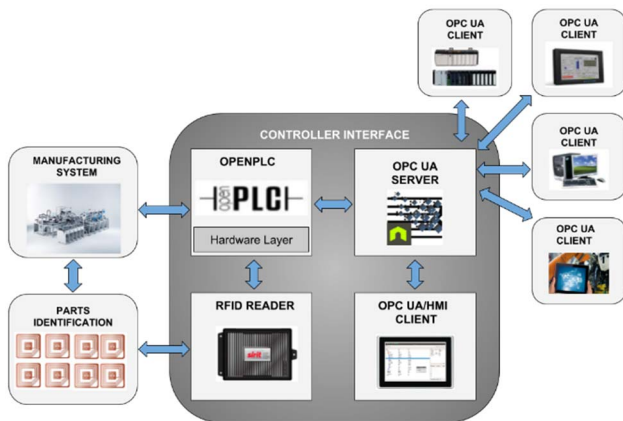 OPC UA
CLIENT
OPC UA
CLIENT
CONTROLLER INTERFACE
MANUFACTURING
SYSTEM
OPENPLC
open
PLC
Hardware Layer
OPC UA
SERVER
OPC UA
CLIENT
OPC UA
CLIENT
PARTS
IDENTIFICATION
RFID READER
sirit
OPC UA/HMI
CLIENT